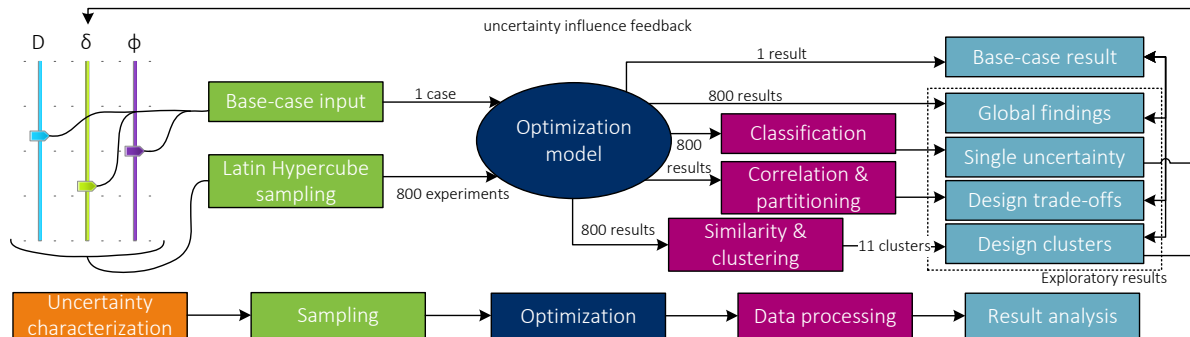 uncertainty influence feedback
D δ ϕ
1 result
Base-case result
Base-case input
1 case
800 results
Global findings
Optimization
model
Classification
800
results
Single uncertainty
Latin Hypercube
sampling
800 experiments
Correlation &
partitioning
Design trade-offs
800 results
Similarity &
clustering
11 clusters
Design clusters
Exploratory results
Uncertainty
characterization
Sampling
Optimization
Data processing
Result analysis